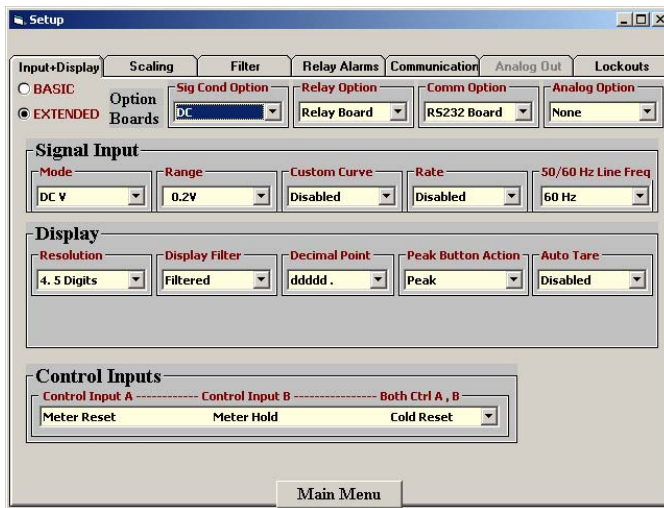 Setup
Input+Display Scaling Filter Relay Alarms Communication Analog Out Lockouts
BASIC
EXTENDED
Option Boards
Sig Cond Option Relay Option Comm Option Analog Option
DC Relay Board RS232 Board None
Signal Input
Mode Range Custom Curve Rate 50/60 Hz Line Freq
DC V 0.2V Disabled Disabled 60 Hz
Display
Resolution Display Filter Decimal Point Peak Button Action Auto Tare
4. 5 Digits Filtered ddddd . Peak Disabled
Control Inputs
Control Input A ----------- Control Input B --------------- Both Ctrl A , B
Meter Reset Meter Hold Cold Reset
Main Menu